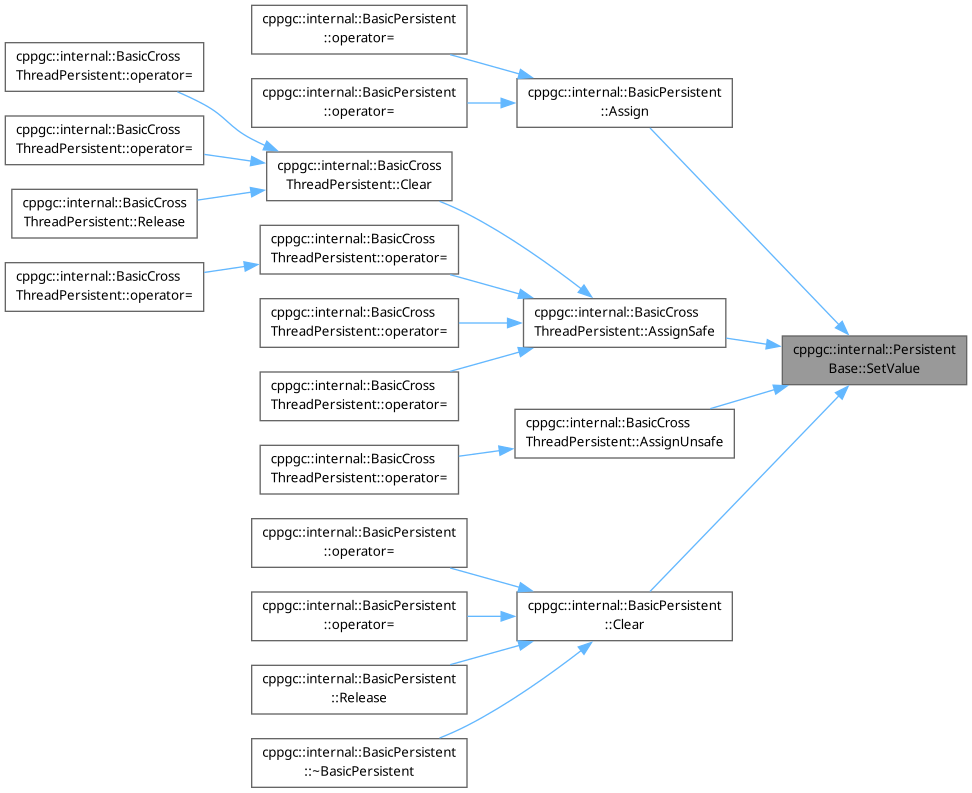 cppgc::internal::BasicPersistent
::operator=
cppgc::internal::BasicCross
ThreadPersistent::operator=
cppgc::internal::BasicPersistent
::operator=
cppgc::internal::BasicPersistent
::Assign
cppgc::internal::BasicCross
ThreadPersistent::operator=
cppgc::internal::BasicCross
ThreadPersistent::Clear
cppgc::internal::BasicCross
ThreadPersistent::Release
cppgc::internal::BasicCross
ThreadPersistent::operator=
cppgc::internal::BasicCross
ThreadPersistent::operator=
cppgc::internal::BasicCross
ThreadPersistent::operator=
cppgc::internal::BasicCross
ThreadPersistent::AssignSafe
cppgc::internal::Persistent
Base::SetValue
cppgc::internal::BasicCross
ThreadPersistent::operator=
cppgc::internal::BasicCross
ThreadPersistent::AssignUnsafe
cppgc::internal::BasicCross
ThreadPersistent::operator=
cppgc::internal::BasicPersistent
::operator=
cppgc::internal::BasicPersistent
::operator=
cppgc::internal::BasicPersistent
::Clear
cppgc::internal::BasicPersistent
::Release
cppgc::internal::BasicPersistent
::~BasicPersistent